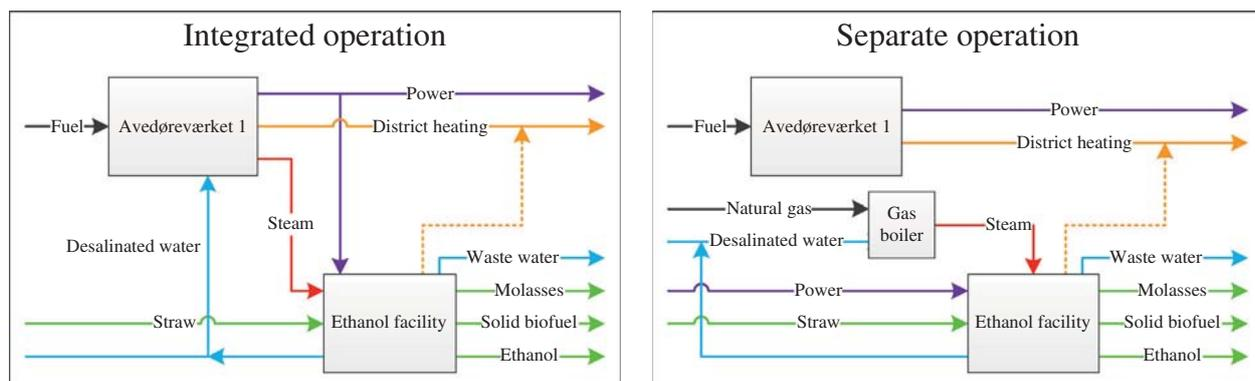 Integrated operation
Power
Fuel
Avedøreværket 1
District heating
Steam
Desalinated water
Waste water
Molasses
Straw
Ethanol facility
Solid biofuel
Ethanol
Separate operation
Power
Fuel
Avedøreværket 1
District heating
Natural gas
Gas
boiler
Steam
Desalinated water
Waste water
Power
Molasses
Straw
Ethanol facility
Solid biofuel
Ethanol